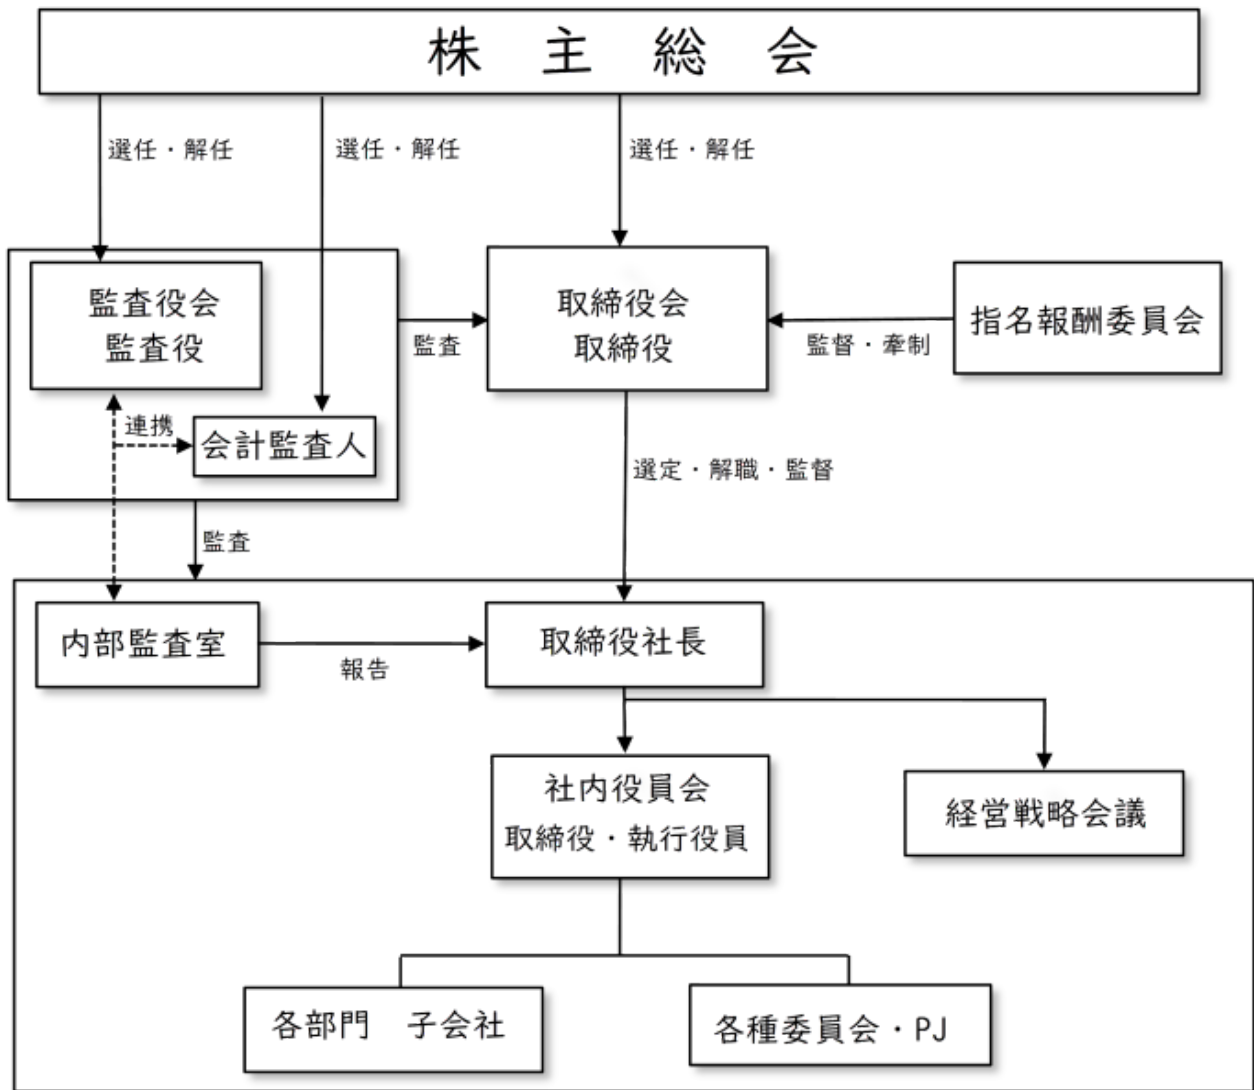 株 主 総 会
選任・解任
選任・解任
選任・解任
監査役会
監査役
連携
会計監査人
監査
取締役会
取締役
監督・牽制
指名報酬委員会
選定・解職・監督
監査
内部監査室
報告
取締役社長
社内役員会
取締役・執行役員
経営戦略会議
各部門 子会社
各種委員会・PJ